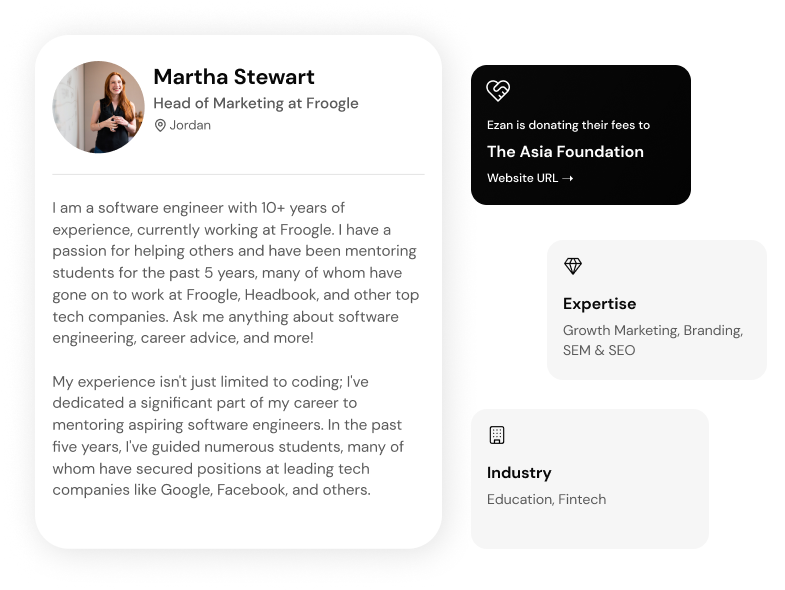 Martha Stewart
Head of Marketing at Froogle
Jordan
I am a software engineer with 10+ years of
experience, currently working at Froogle. I have a
passion for helping others and have been mentoring
students for the past 5 years, many of whom have
gone on to work at Froogle, Headbook, and other top
tech companies. Ask me anything about software
engineering, career advice, and more!
My experience isn't just limited to coding; I've
dedicated a significant part of my career to
mentoring aspiring software engineers. In the past
five years, I've guided numerous students, many of
whom have secured positions at leading tech
companies like Google, Facebook, and others.
Ezan is donating their fees to
The Asia Foundation
Website URL →
Expertise
Growth Marketing, Branding,
SEM & SEO
Industry
Education, Fintech